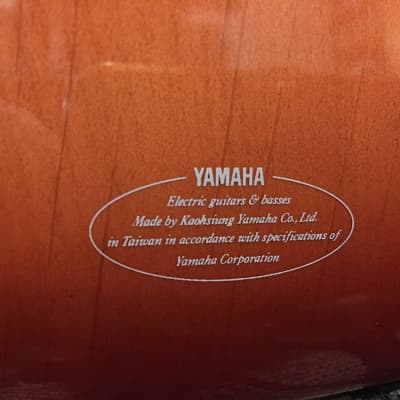 YAMAHA
Electric guitars & basses
Made by Kaohsiung Yamaha Co., Ltd.
in Taiwan in accordance with specifications of
Yamaha Corporation